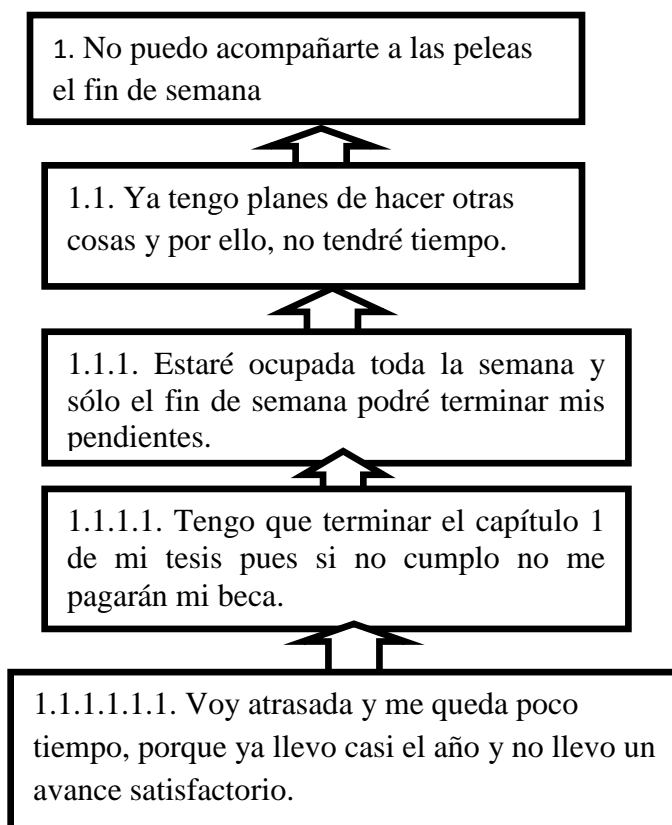 1. No puedo acompañarte a las peleas
el fin de semana
1.1. Ya tengo planes de hacer otras
cosas y por ello, no tendré tiempo.
1.1.1. Estaré ocupada toda la semana y
sólo el fin de semana podré terminar mis
pendientes.
1.1.1.1. Tengo que terminar el capítulo 1
de mi tesis pues si no cumplo no me
pagarán mi beca.
1.1.1.1.1.1. Voy atrasada y me queda poco
tiempo, porque ya llevo casi el año y no llevo un
avance satisfactorio.